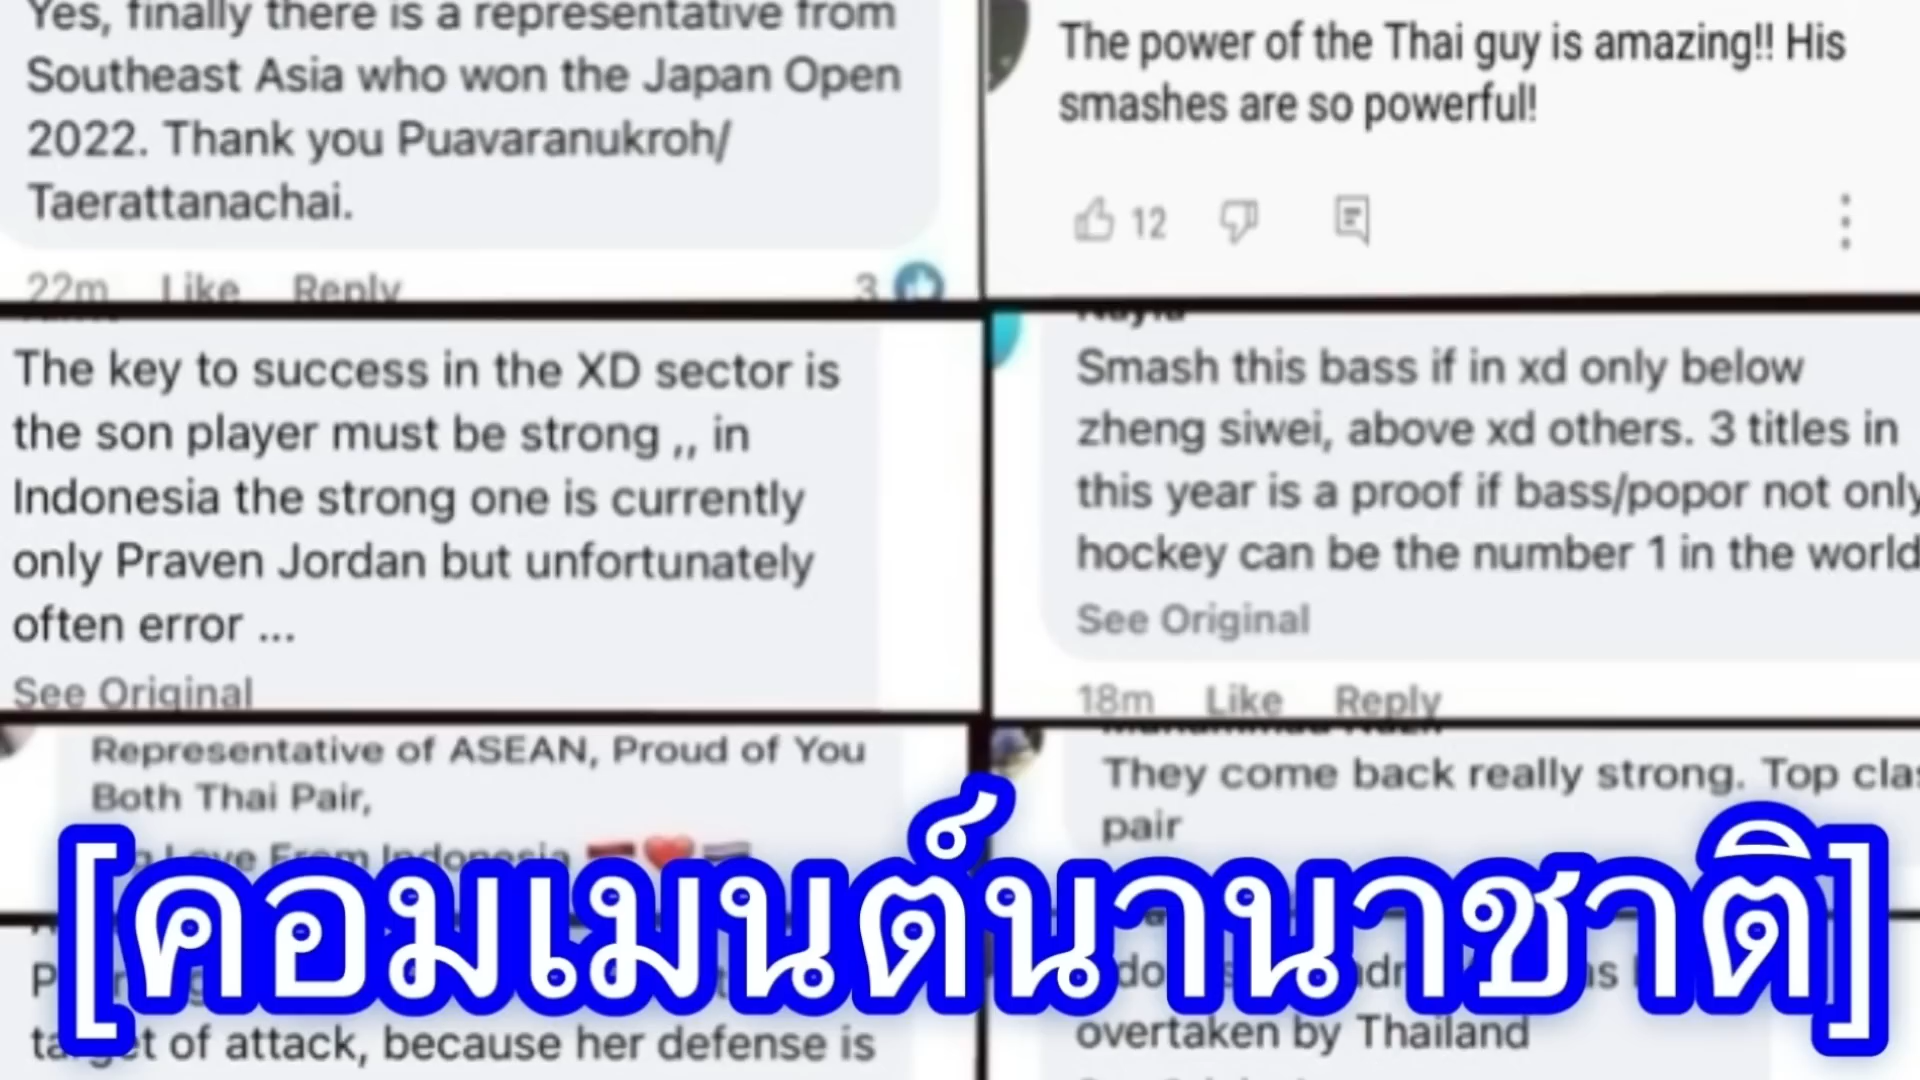 Yes, finally there is a representative from
Southeast Asia who won the Japan Open
2022. Thank you Puavaranukroh/
Taerattanachai.
22m Like Reply 3
The power of the Thai guy is amazing!! His
smashes are so powerful!
12
The key to success in the XD sector is
the son player must be strong ,, in
Indonesia the strong one is currently
only Praven Jordan but unfortunately
often error ...
See Original
Smash this bass if in xd only below
zheng siwei, above xd others. 3 titles in
this year is a proof if bass/popor not only
hockey can be the number 1 in the world
See Original
18m Like Reply
Representative of ASEAN, Proud of You
Both Thai Pair,
Love From Indonesia
They come back really strong. Top clas
pair
[คอมเมนต์นานาชาติ]
target of attack, because her defense is
overtaken by Thailand